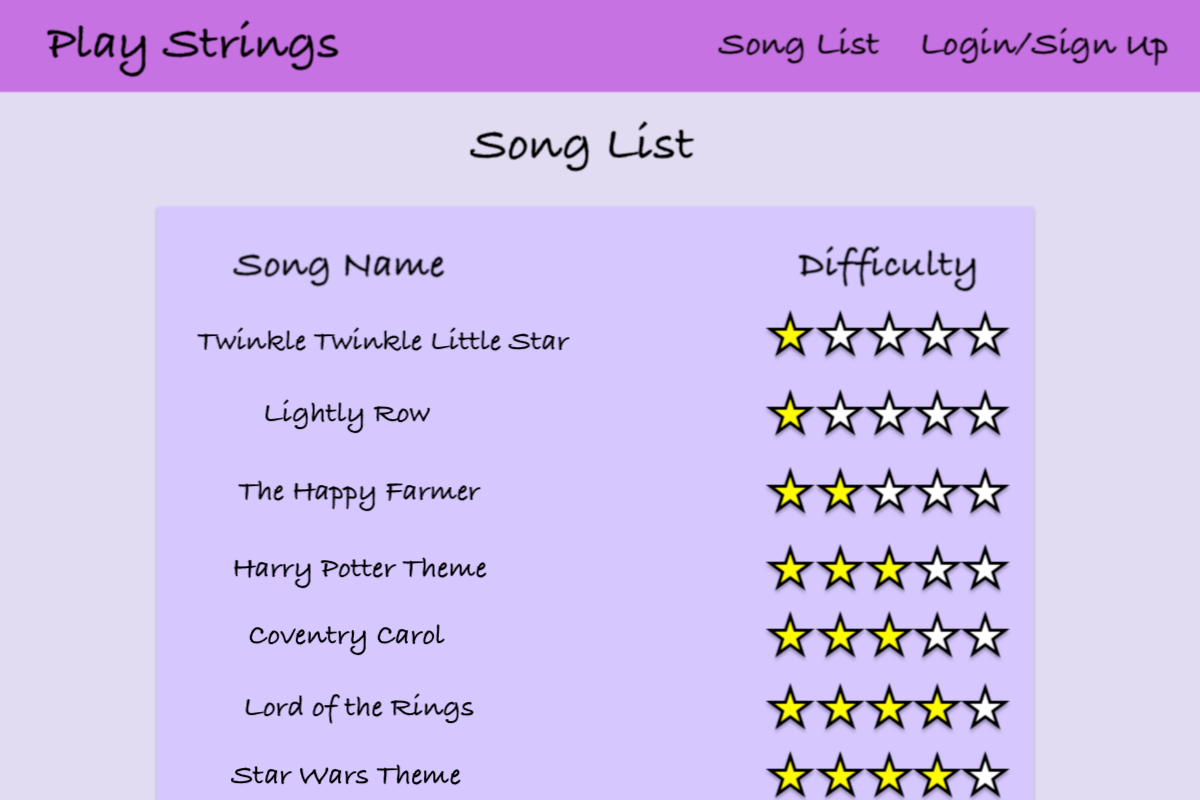 Play Strings
Song List
Login/Sign Up
Song List
Song Name
Difficulty
Twinkle Twinkle Little Star
Lightly Row
The Happy Farmer
Harry Potter Theme
Coventry Carol
Lord of the Rings
Star Wars Theme